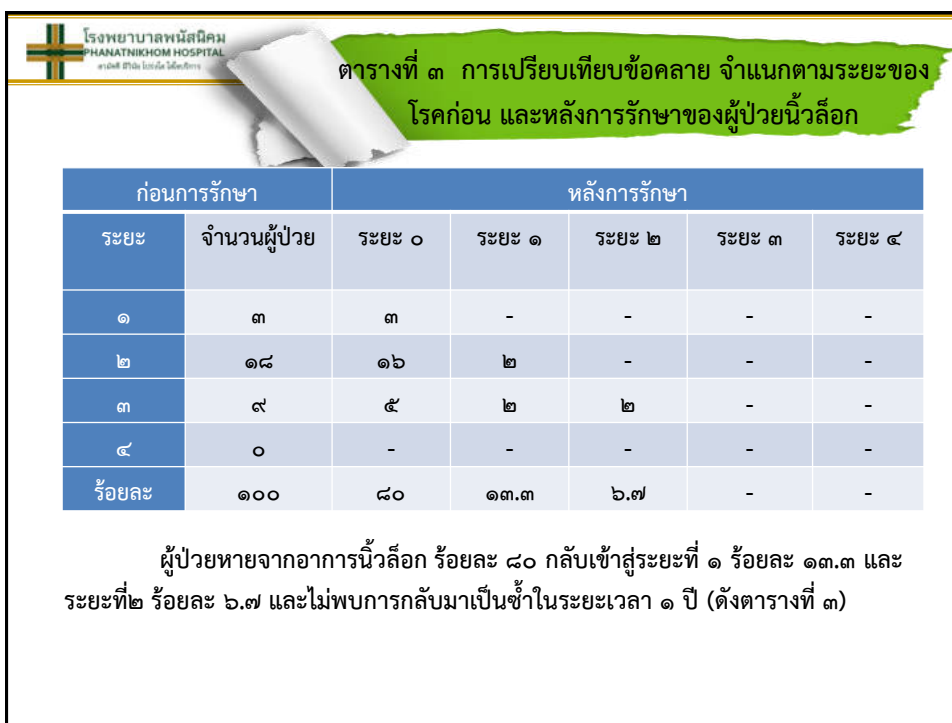 โรงพยาบาลพนัสนิคม
PHANATNIKHOM HOSPITAL
ตารางที่ ๓ การเปรียบเทียบข้อคลาย จำแนกตามระยะของ
โรคก่อน และหลังการรักษาของผู้ป่วยนิ้วล็อก
ก่อนการรักษา หลังการรักษา
ระยะ จำนวนผู้ป่วย ระยะ ๐ ระยะ ๑ ระยะ ๒ ระยะ ๓ ระยะ ๔
๑ ๓ ๓ - - - -
๒ ๑๘ ๑๖ ๒ - - -
๓ ๙ ๕ ๒ ๒ - -
๔ ๐ - - - - -
ร้อยละ ๑๐๐ ๘๐ ๑๓.๓ ๖.๗ - -
ผู้ป่วยหายจากอาการนิ้วล็อก ร้อยละ ๘๐ กลับเข้าสู่ระยะที่ ๑ ร้อยละ ๑๓.๓ และ
ระยะที่๒ ร้อยละ ๖.๗ และไม่พบการกลับมาเป็นซ้ำในระยะเวลา ๑ ปี (ดังตารางที่ ๓)